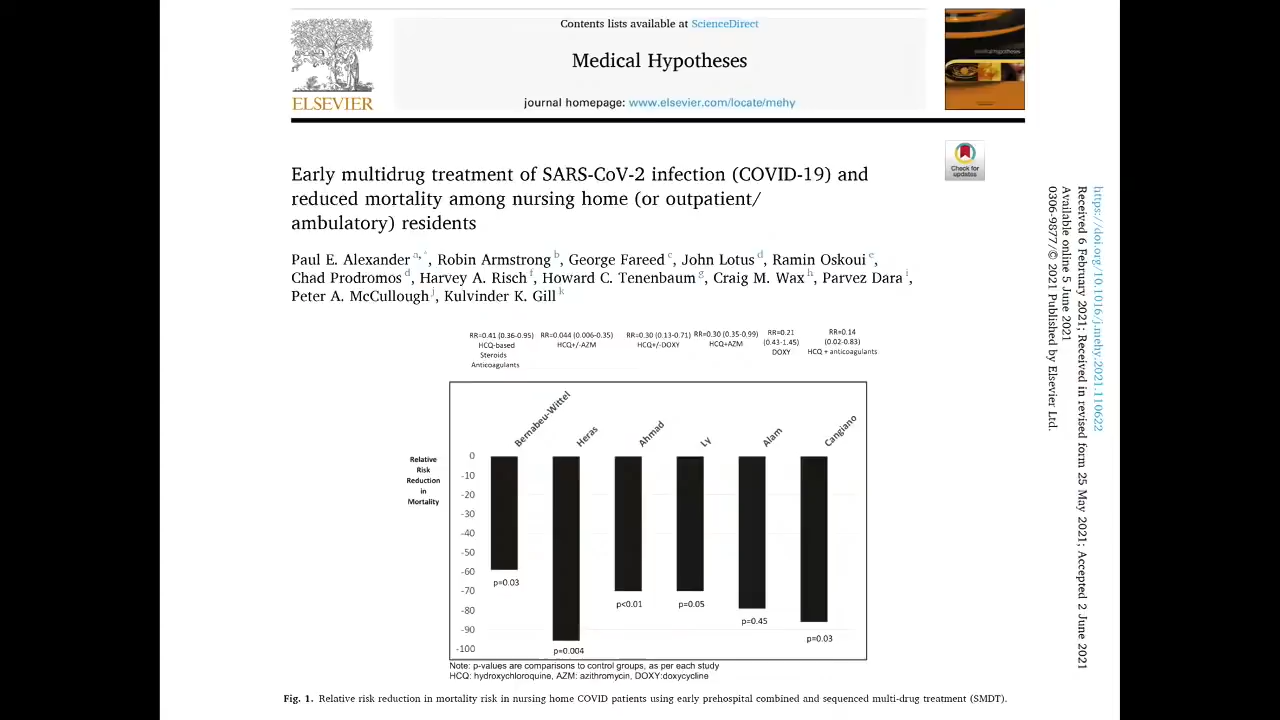 Contents lists available at ScienceDirect
Medical Hypotheses
journal homepage: www.elsevier.com/locate/mehy
ELSEVIER
Check for
updates
Early multidrug treatment of SARS-CoV-2 infection (COVID-19) and
reduced mortality among nursing home (or outpatient/
ambulatory) residents
Paul E. Alexander a,*, Robin Armstrong b, George Fareed c, John Lotus d, Ramin Oskoui e,
Chad Prodromos d, Harvey A. Risch f, Howard C. Tenenbaum g, Craig M. Wax h, Parvez Dara i,
Peter A. McCullough j, Kulvinder K. Gill k
https://doi.org/10.1016/j.mehy.2021.110622
Received 6 February 2021; Received in revised form 25 May 2021; Accepted 2 June 2021
Available online 5 June 2021
0306-9877/© 2021 Published by Elsevier Ltd.
RR=0.41 (0.36-0.95)
HCQ-based
Steroids
Anticoagulants
RR=0.044 (0.006-0.35)
HCQ+/-AZM
RR=0.30 (0.13-0.71)
HCQ+/-DOXY
RR=0.30 (0.35-0.99)
HCQ+AZM
RR=0.21
(0.43-1.45)
DOXY
RR=0.14
(0.02-0.83)
HCQ + anticoagulants
Bernabeu-Wittel
Heras
Ahmad
Ly
Alam
Cangiano
Relative
Risk
Reduction
in
Mortality
0
-10
-20
-30
-40
-50
-60
-70
-80
-90
-100
p=0.03
p=0.004
p<0.01
p=0.05
p=0.45
p=0.03
Note: p-values are comparisons to control groups, as per each study
HCQ: hydroxychloroquine, AZM: azithromycin, DOXY:doxycycline
Fig. 1. Relative risk reduction in mortality risk in nursing home COVID patients using early prehospital combined and sequenced multi-drug treatment (SMDT).